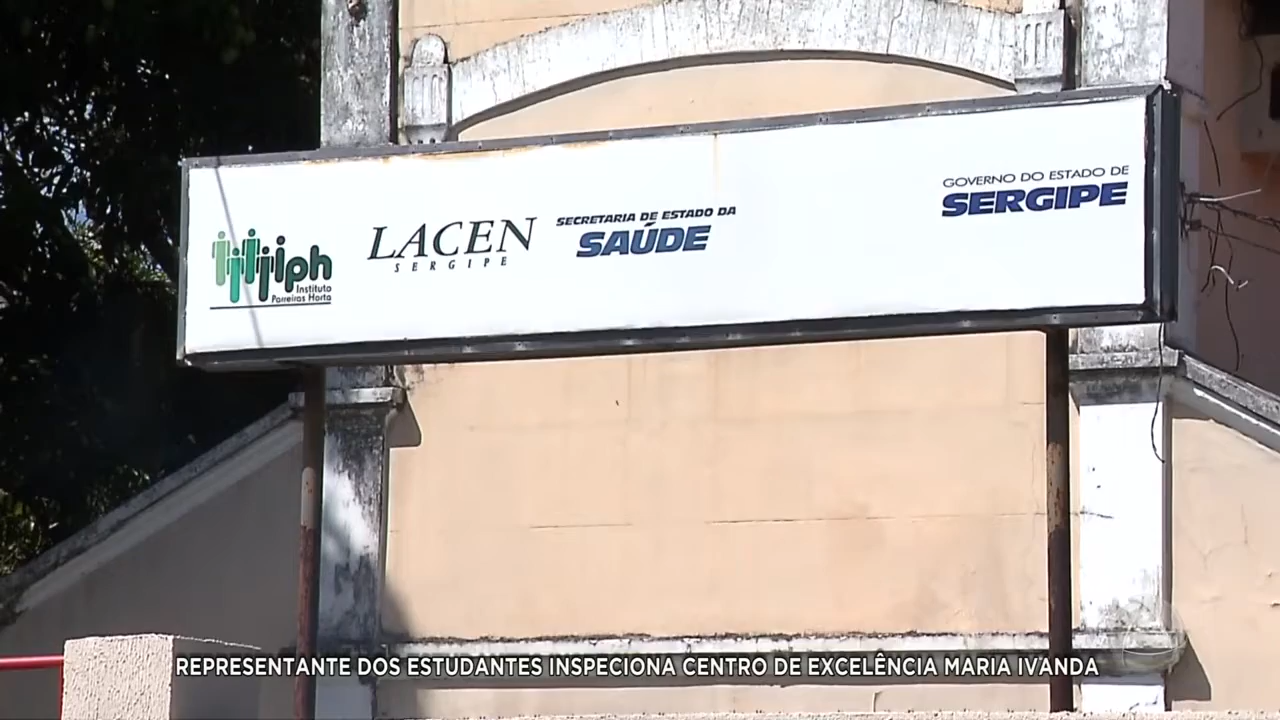 iph
Instituto
Parreiras Horta
LACEN
SERGIPE
SECRETARIA DE ESTADO DA
SAÚDE
GOVERNO DO ESTADO DE
SERGIPE
REPRESENTANTE DOS ESTUDANTES INSPECIONA CENTRO DE EXCELÊNCIA MARIA IVANDA